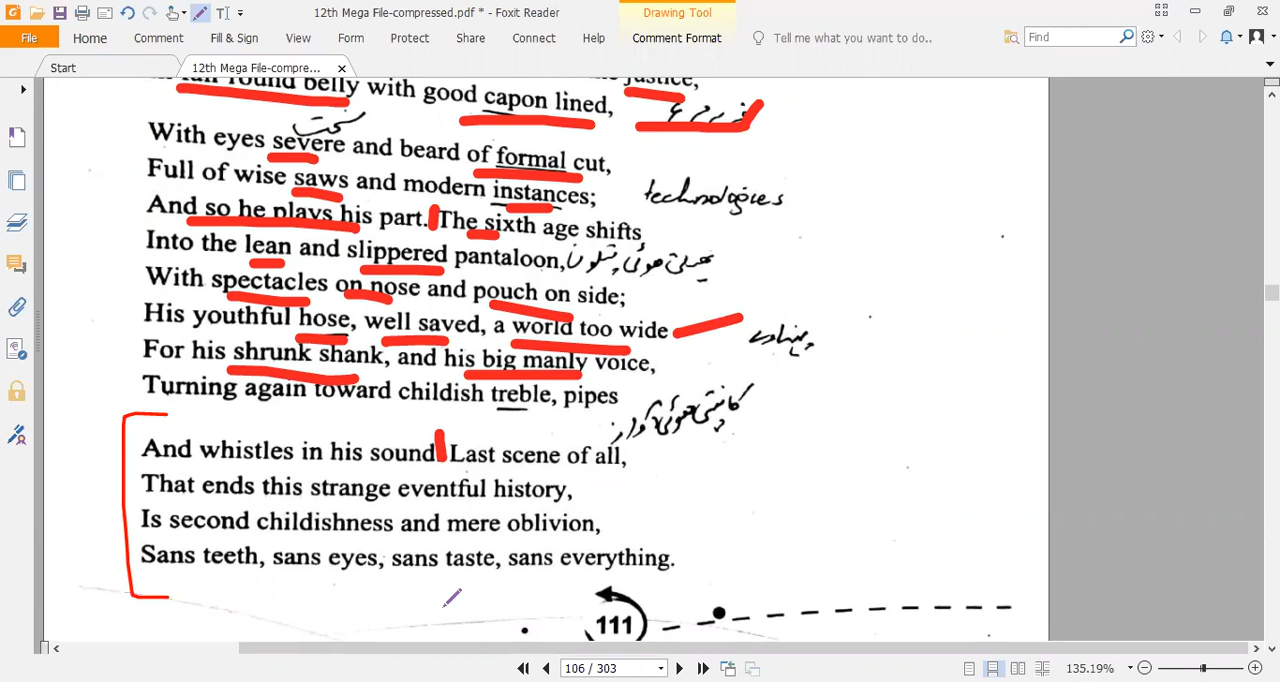 12th Mega File-compressed.pdf * - Foxit Reader
Drawing Tool
File Home Comment Fill & Sign View Form Protect Share Connect Help Comment Format Tell me what you want to do.. Find
Start 12th Mega File-compre...
round belly with good capon lined,
justice,
سخت
With eyes severe and beard of formal cut,
Full of wise saws and modern instances; technologies
And so he plays his part. The sixth age shifts
Into the lean and slippered pantaloon,
With spectacles on nose and pouch on side;
His youthful hose, well saved, a world too wide
For his shrunk shank, and his big manly voice,
Turning again toward childish treble, pipes
کانپتی ہوئی آواز
And whistles in his sound Last scene of all,
That ends this strange eventful history,
Is second childishness and mere oblivion,
Sans teeth, sans eyes, sans taste, sans everything.
111
106 / 303 135.19%